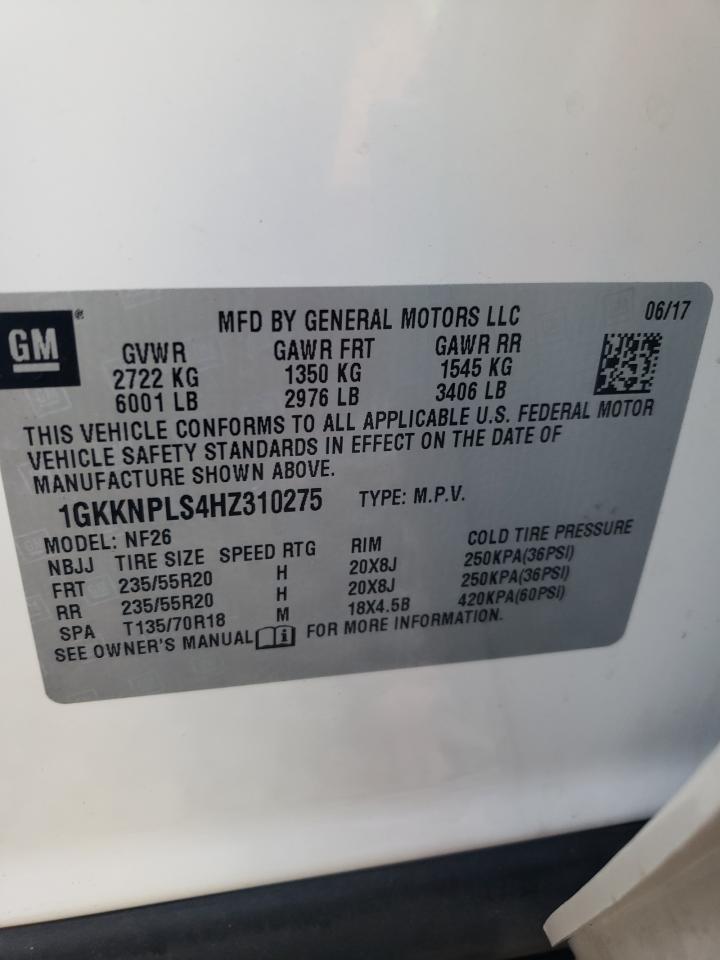 GM® MFD BY GENERAL MOTORS LLC 06/17
GVWR GAWR FRT GAWR RR
2722 KG 1350 KG 1545 KG
6001 LB 2976 LB 3406 LB
THIS VEHICLE CONFORMS TO ALL APPLICABLE U.S. FEDERAL MOTOR
VEHICLE SAFETY STANDARDS IN EFFECT ON THE DATE OF
MANUFACTURE SHOWN ABOVE.
1GKKNPLS4HZ310275 TYPE: M.P.V.
MODEL: NF26
NBJJ TIRE SIZE SPEED RTG RIM COLD TIRE PRESSURE
FRT 235/55R20 H 20X8J 250KPA(36PSI)
RR 235/55R20 H 20X8J 250KPA(36PSI)
SPA T135/70R18 M 18X4.5B 420KPA(60PSI)
SEE OWNER'S MANUAL FOR MORE INFORMATION.